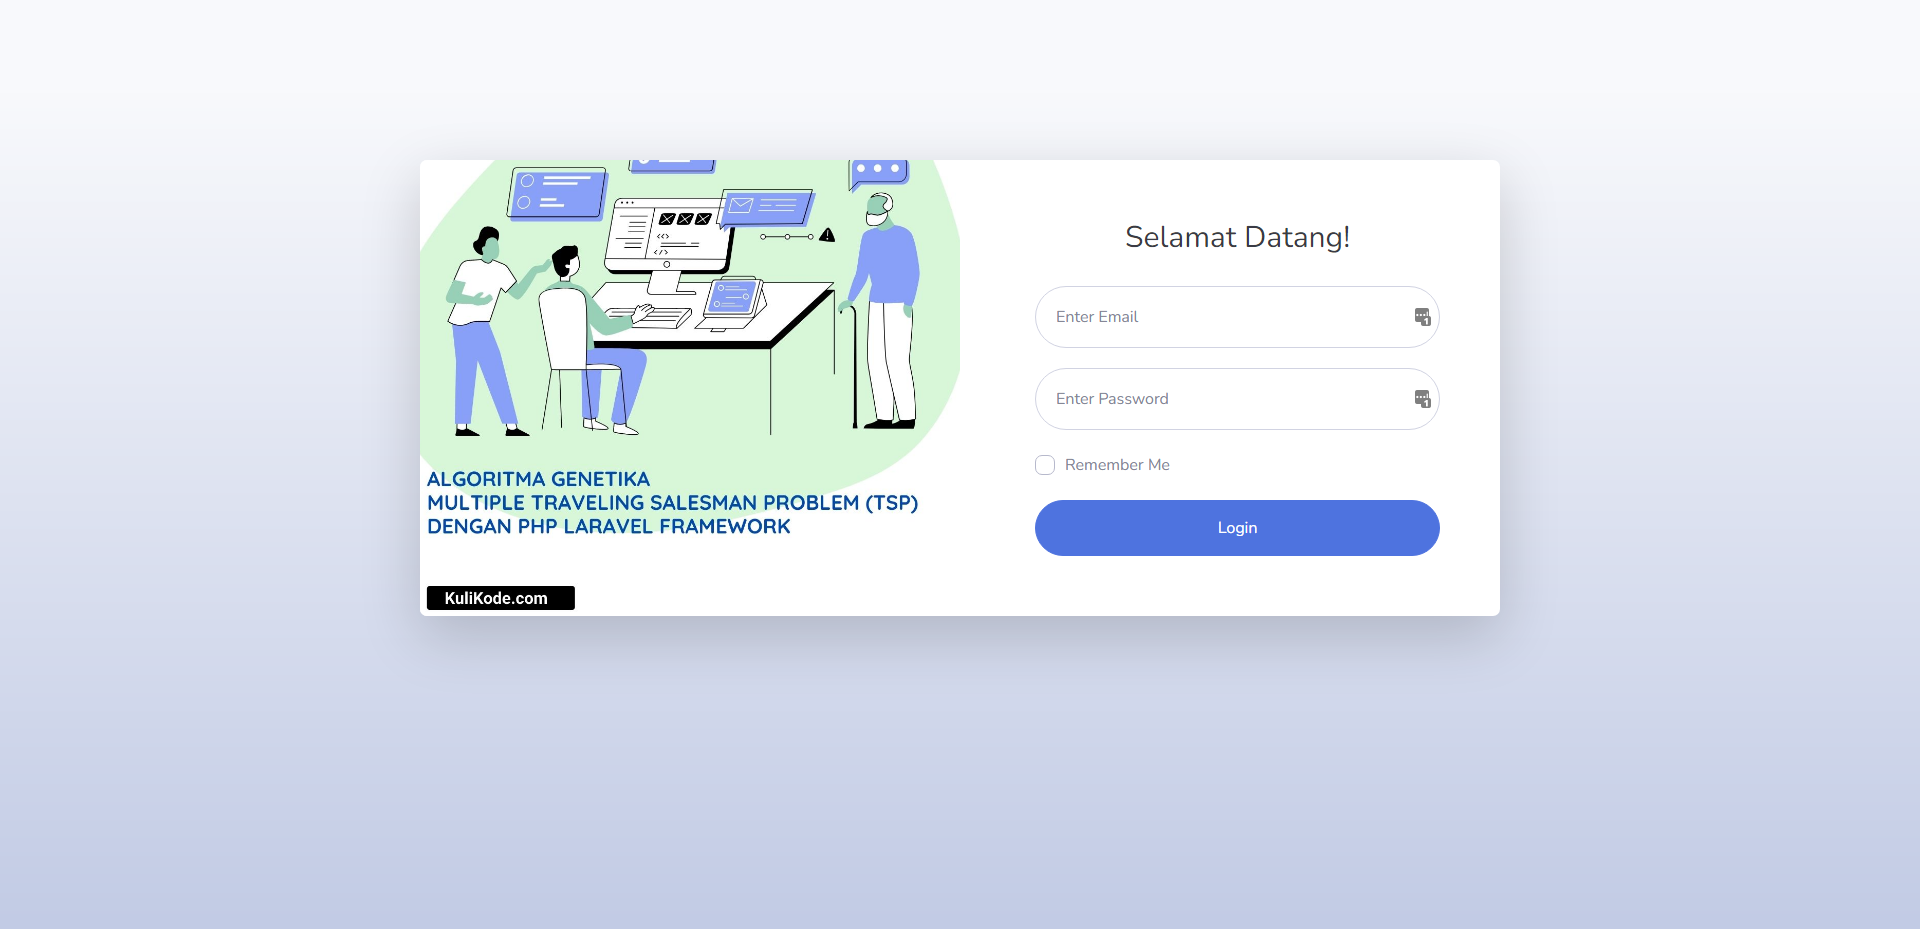 ALGORITMA GENETIKA
MULTIPLE TRAVELING SALESMAN PROBLEM (TSP)
DENGAN PHP LARAVEL FRAMEWORK
KuliKode.com
Selamat Datang!
Enter Email
Enter Password
Remember Me
Login